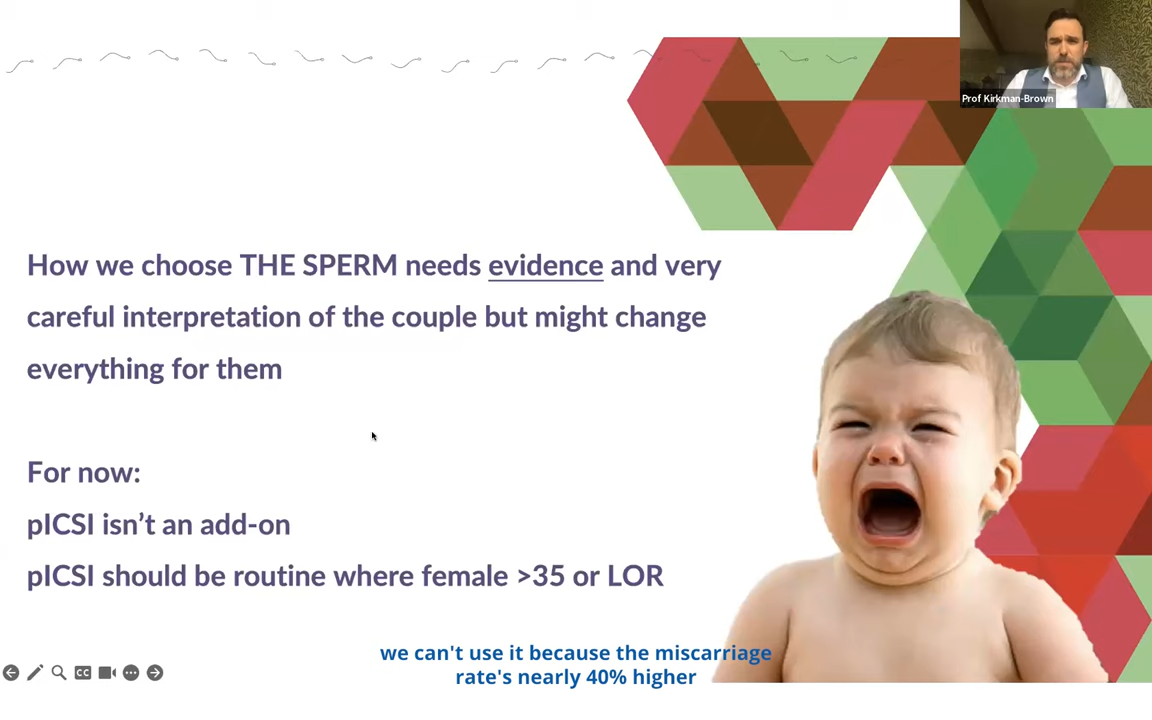 Prof Kirkman-Brown
How we choose THE SPERM needs evidence and very
careful interpretation of the couple but might change
everything for them
For now:
pICSI isn’t an add-on
pICSI should be routine where female >35 or LOR
we can't use it because the miscarriage
rate's nearly 40% higher
CC